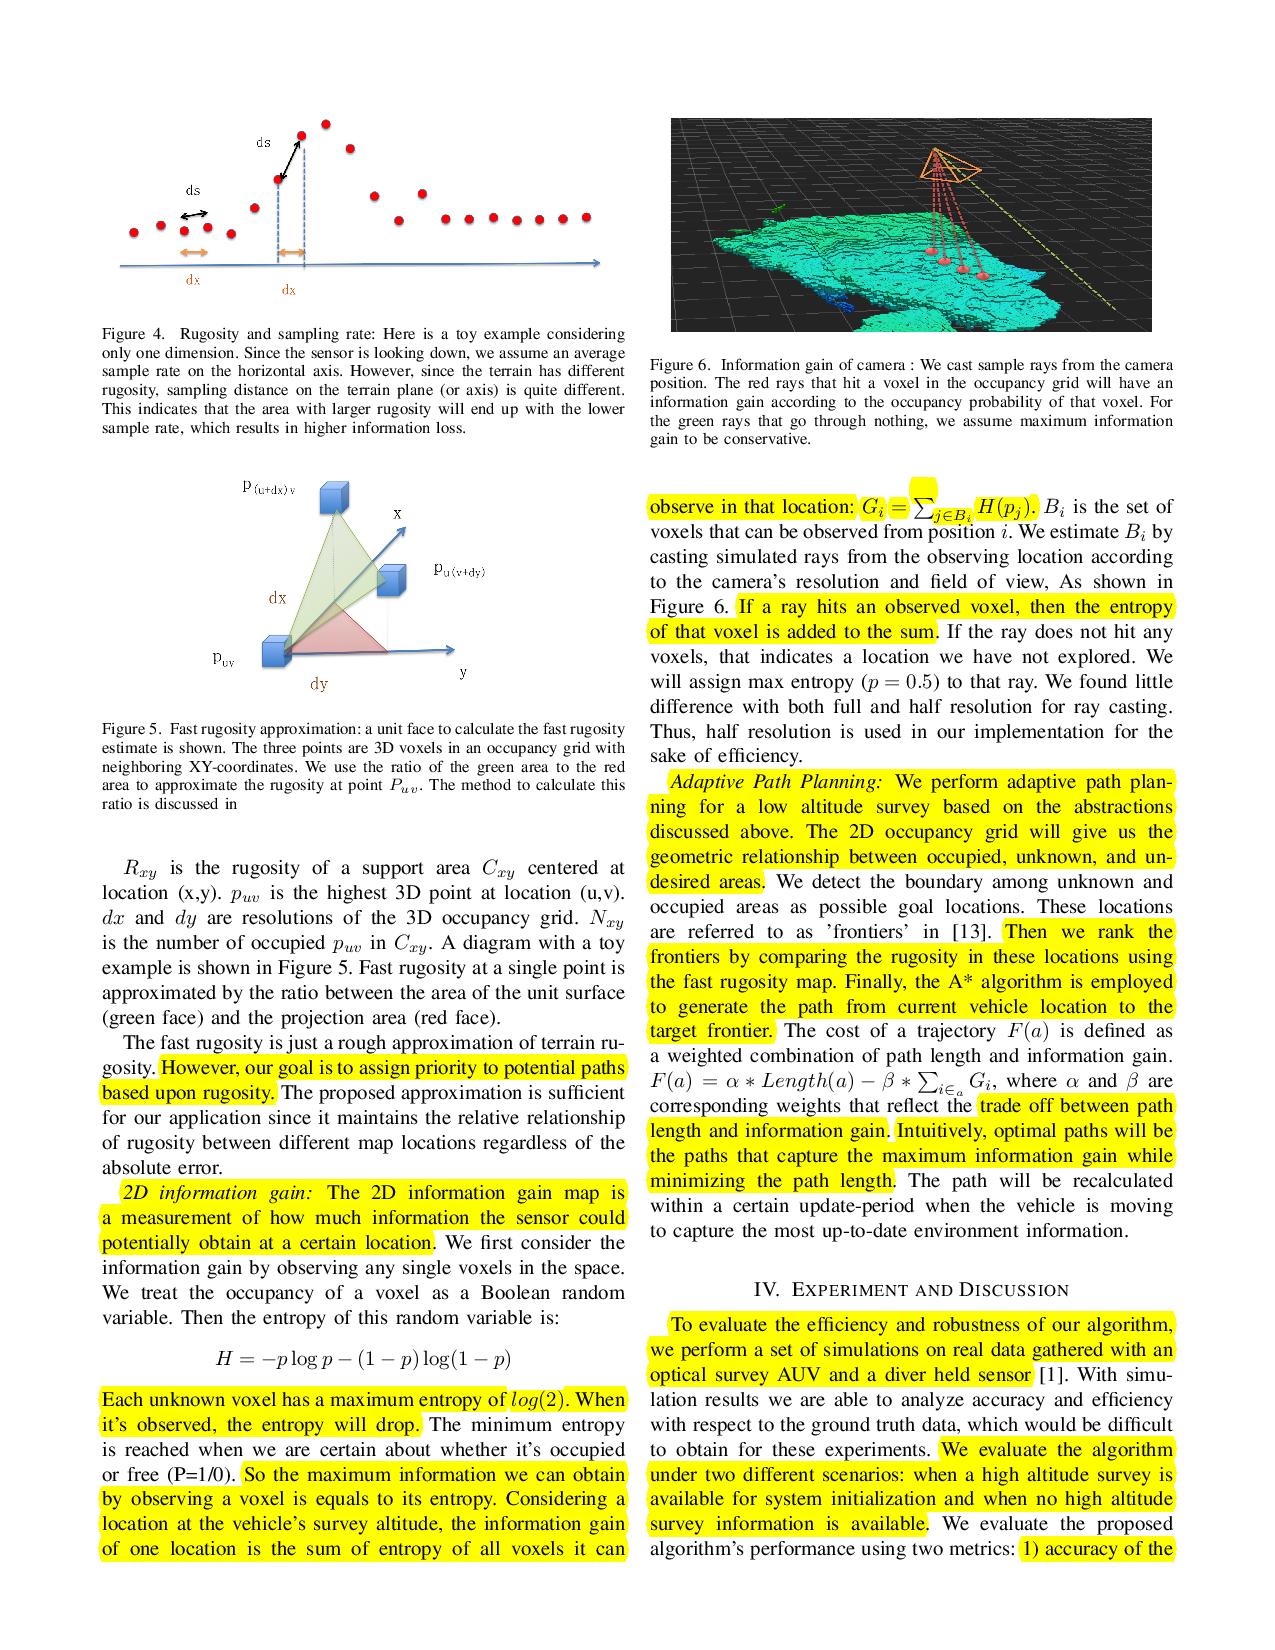 ds
ds
dx
dx
Figure 4. Rugosity and sampling rate: Here is a toy example considering
only one dimension. Since the sensor is looking down, we assume an average
sample rate on the horizontal axis. However, since the terrain has different
rugosity, sampling distance on the terrain plane (or axis) is quite different.
This indicates that the area with larger rugosity will end up with the lower
sample rate, which results in higher information loss.
p(u+dx)v
x
pu(v+dy)
dx
puv
y
dy
Figure 5. Fast rugosity approximation: a unit face to calculate the fast rugosity
estimate is shown. The three points are 3D voxels in an occupancy grid with
neighboring XY-coordinates. We use the ratio of the green area to the red
area to approximate the rugosity at point Puv. The method to calculate this
ratio is discussed in
Rxy is the rugosity of a support area Cxy centered at
location (x,y). puv is the highest 3D point at location (u,v).
dx and dy are resolutions of the 3D occupancy grid. Nxy
is the number of occupied puv in Cxy. A diagram with a toy
example is shown in Figure 5. Fast rugosity at a single point is
approximated by the ratio between the area of the unit surface
(green face) and the projection area (red face).
The fast rugosity is just a rough approximation of terrain ru-
gosity. However, our goal is to assign priority to potential paths
based upon rugosity. The proposed approximation is sufficient
for our application since it maintains the relative relationship
of rugosity between different map locations regardless of the
absolute error.
2D information gain: The 2D information gain map is
a measurement of how much information the sensor could
potentially obtain at a certain location. We first consider the
information gain by observing any single voxels in the space.
We treat the occupancy of a voxel as a Boolean random
variable. Then the entropy of this random variable is:
H = −p log p − (1 − p) log(1 − p)
Each unknown voxel has a maximum entropy of log(2). When
it's observed, the entropy will drop. The minimum entropy
is reached when we are certain about whether it's occupied
or free (P=1/0). So the maximum information we can obtain
by observing a voxel is equals to its entropy. Considering a
location at the vehicle's survey altitude, the information gain
of one location is the sum of entropy of all voxels it can
Figure 6. Information gain of camera : We cast sample rays from the camera
position. The red rays that hit a voxel in the occupancy grid will have an
information gain according to the occupancy probability of that voxel. For
the green rays that go through nothing, we assume maximum information
gain to be conservative.
observe in that location: Gi = ∑j∈Bi H(pj). Bi is the set of
voxels that can be observed from position i. We estimate Bi by
casting simulated rays from the observing location according
to the camera's resolution and field of view, As shown in
Figure 6. If a ray hits an observed voxel, then the entropy
of that voxel is added to the sum. If the ray does not hit any
voxels, that indicates a location we have not explored. We
will assign max entropy (p = 0.5) to that ray. We found little
difference with both full and half resolution for ray casting.
Thus, half resolution is used in our implementation for the
sake of efficiency.
Adaptive Path Planning: We perform adaptive path plan-
ning for a low altitude survey based on the abstractions
discussed above. The 2D occupancy grid will give us the
geometric relationship between occupied, unknown, and un-
desired areas. We detect the boundary among unknown and
occupied areas as possible goal locations. These locations
are referred to as 'frontiers' in [13]. Then we rank the
frontiers by comparing the rugosity in these locations using
the fast rugosity map. Finally, the A* algorithm is employed
to generate the path from current vehicle location to the
target frontier. The cost of a trajectory F(a) is defined as
a weighted combination of path length and information gain.
F(a) = α ∗ Length(a) − β ∗ ∑i∈a Gi, where α and β are
corresponding weights that reflect the trade off between path
length and information gain. Intuitively, optimal paths will be
the paths that capture the maximum information gain while
minimizing the path length. The path will be recalculated
within a certain update-period when the vehicle is moving
to capture the most up-to-date environment information.
IV. EXPERIMENT AND DISCUSSION
To evaluate the efficiency and robustness of our algorithm,
we perform a set of simulations on real data gathered with an
optical survey AUV and a diver held sensor [1]. With simu-
lation results we are able to analyze accuracy and efficiency
with respect to the ground truth data, which would be difficult
to obtain for these experiments. We evaluate the algorithm
under two different scenarios: when a high altitude survey is
available for system initialization and when no high altitude
survey information is available. We evaluate the proposed
algorithm's performance using two metrics: 1) accuracy of the